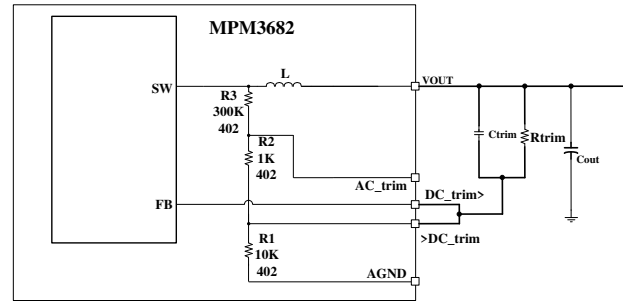 MPM3682
L
VOUT
SW
R3
300K
402
Ctrim
Rtrim
R2
1K
402
Cout
AC_trim
FB
DC_trim>
>DC_trim
R1
10K
402
AGND